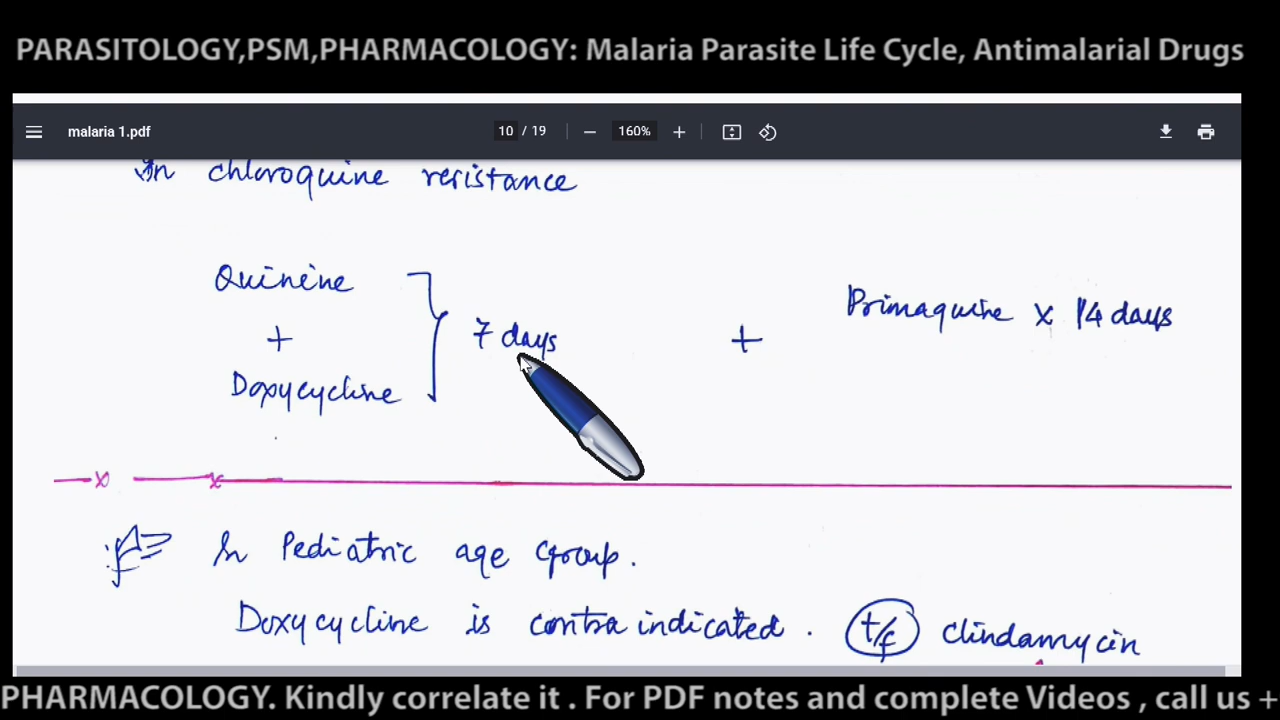 PARASITOLOGY,PSM,PHARMACOLOGY: Malaria Parasite Life Cycle, Antimalarial Drugs
malaria 1.pdf 10 / 19 160%
In chloroquine resistance
Quinine
+
Doxycycline
7 days
+
Primaquine x 14 days
x x
In Pediatric age group.
Doxycycline is contra indicated. t/f clindamycin
PHARMACOLOGY. Kindly correlate it . For PDF notes and complete Videos , call us +